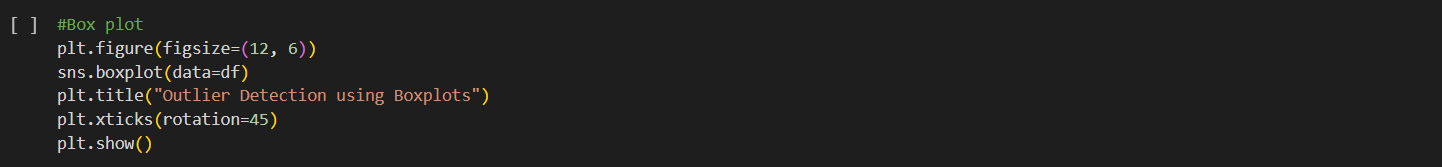 [ ] #Box plot
plt.figure(figsize=(12, 6))
sns.boxplot(data=df)
plt.title("Outlier Detection using Boxplots")
plt.xticks(rotation=45)
plt.show()